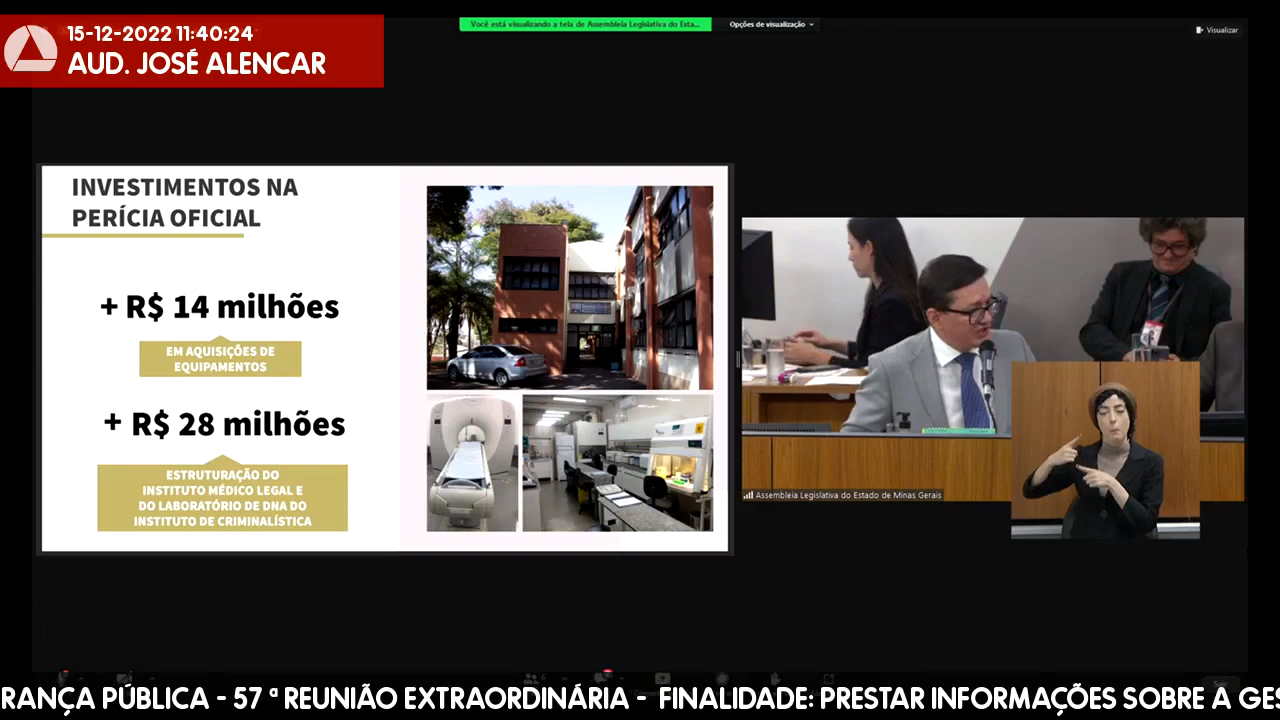 15-12-2022 11:40:24
AUD. JOSÉ ALENCAR
Você está visualizando a tela de Assembleia Legislativa do Esta...
Opções de visualização
Visualizar
INVESTIMENTOS NA
PERÍCIA OFICIAL
+ R$ 14 milhões
EM AQUISIÇÕES DE
EQUIPAMENTOS
+ R$ 28 milhões
ESTRUTURAÇÃO DO
INSTITUTO MÉDICO LEGAL E
DO LABORATÓRIO DE DNA DO
INSTITUTO DE CRIMINALÍSTICA
Assembleia Legislativa do Estado de Minas Gerais
RANÇA PÚBLICA - 57 ª REUNIÃO EXTRAORDINÁRIA - FINALIDADE: PRESTAR INFORMAÇÕES SOBRE A GES